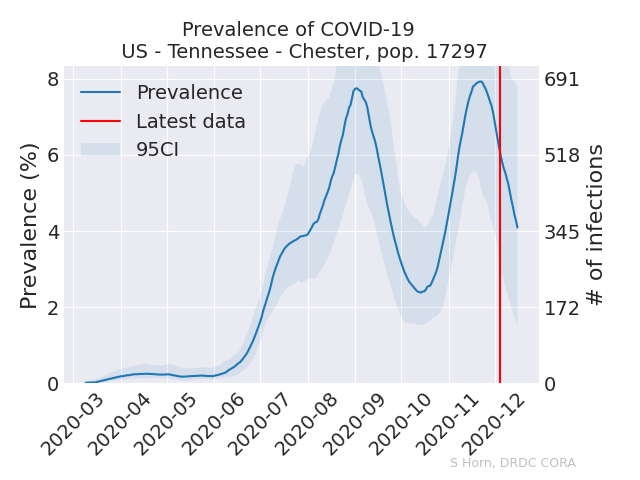 Prevalence of COVID-19
US - Tennessee - Chester, pop. 17297
Prevalence
Latest data
95CI
Prevalence (%)
8
6
4
2
0
691
518
345
172
0
# of infections
2020-03
2020-04
2020-05
2020-06
2020-07
2020-08
2020-09
2020-10
2020-11
2020-12
S Horn, DRDC CORA